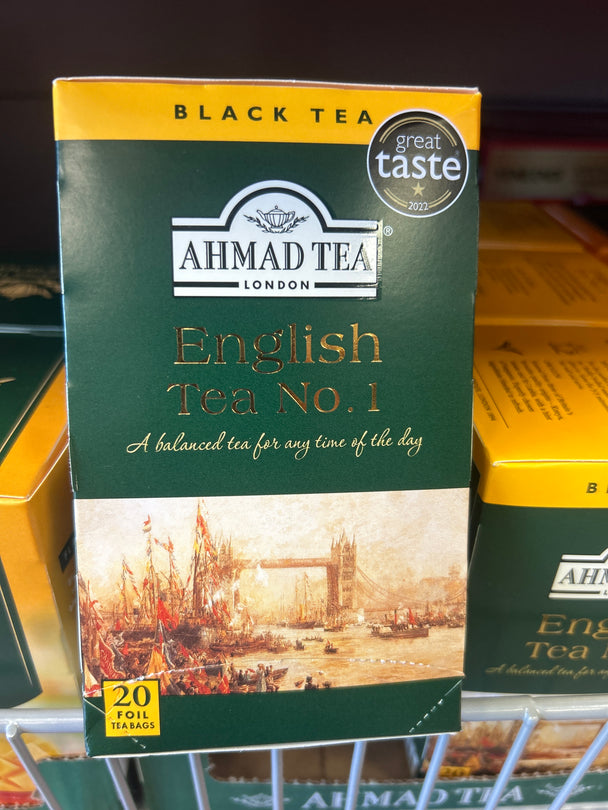 BLACK TEA
great
taste
2022
AHMAD TEA®
LONDON
English
Tea No.1
A balanced tea for any time of the day
20
FOIL
TEA BAGS
AHMAD TEA